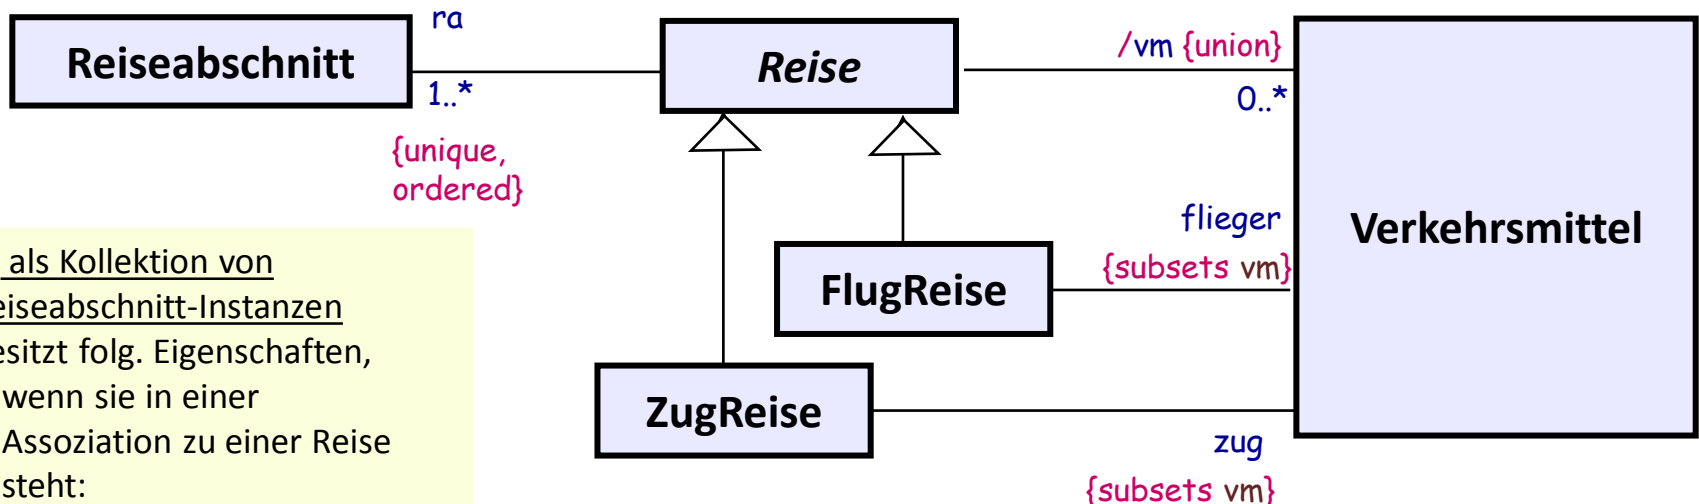 ra
Reiseabschnitt
1..*
{unique,
ordered}
Reise
/vm {union}
0..*
flieger
{subsets vm}
Verkehrsmittel
FlugReise
ZugReise
zug
{subsets vm}
als Kollektion von
eiseabschnitt-Instanzen
esitzt folg. Eigenschaften,
wenn sie in einer
Assoziation zu einer Reise
steht: